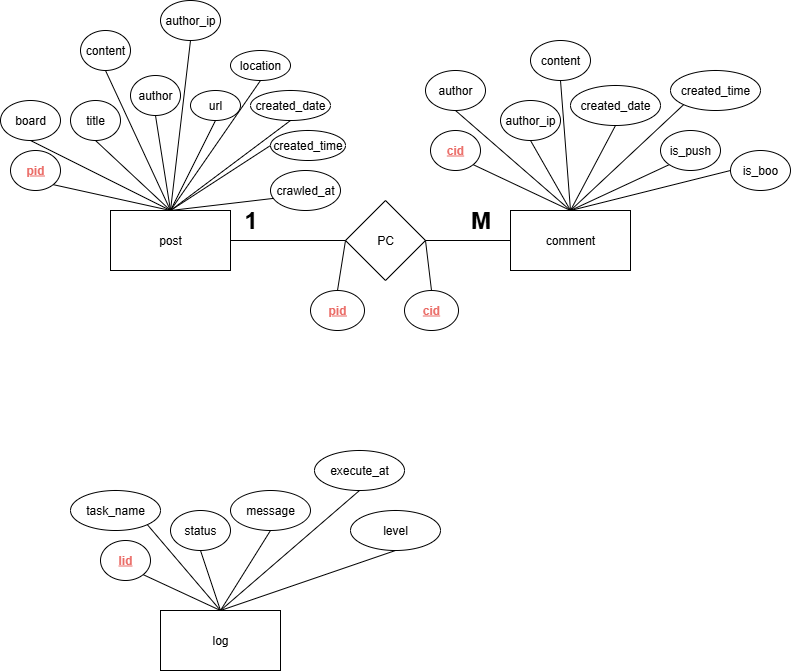 author_ip
content
location
author
url
created_date
board
title
created_time
pid
crawled_at
post
1
PC
M
pid
cid
content
author
created_time
created_date
author_ip
cid
is_push
is_boo
comment
execute_at
task_name
message
status
level
lid
log